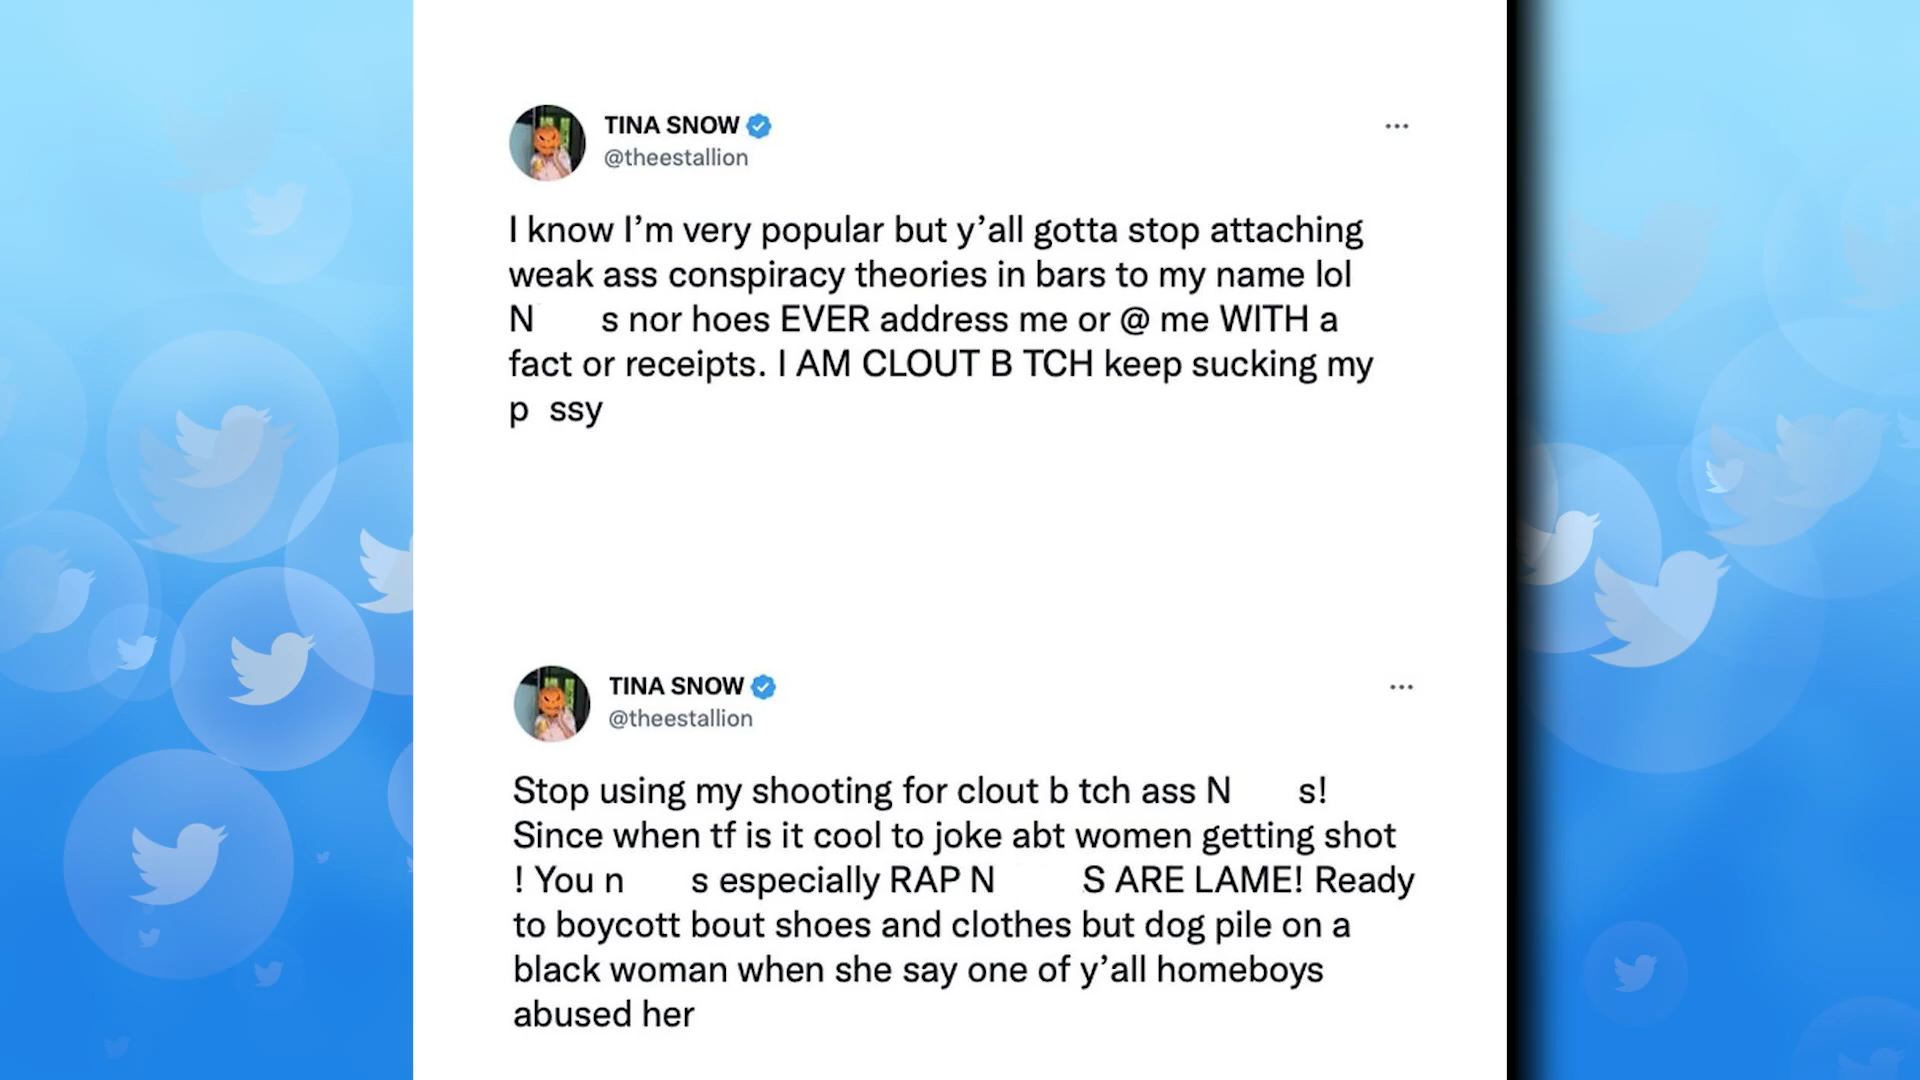 TINA SNOW
@theestallion
I know I'm very popular but y'all gotta stop attaching
weak ass conspiracy theories in bars to my name lol
N s nor hoes EVER address me or @ me WITH a
fact or receipts. I AM CLOUT B TCH keep sucking my
p ssy
TINA SNOW
@theestallion
Stop using my shooting for clout b tch ass N s!
Since when tf is it cool to joke abt women getting shot
! You n s especially RAP N S ARE LAME! Ready
to boycott bout shoes and clothes but dog pile on a
black woman when she say one of y'all homeboys
abused her